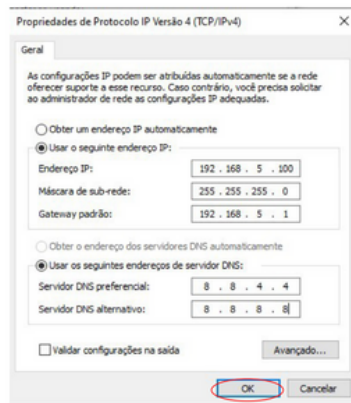 Propriedades de Protocolo IP Versão 4 (TCP/IPv4)
Geral
As configurações IP podem ser atribuídas automaticamente se a rede
oferecer suporte a esse recurso. Caso contrário, você precisa solicitar
ao administrador de rede as configurações IP adequadas.
Obter um endereço IP automaticamente
Usar o seguinte endereço IP:
Endereço IP: 192 . 168 . 5 . 100
Máscara de sub-rede: 255 . 255 . 255 . 0
Gateway padrão: 192 . 168 . 5 . 1
Obter o endereço dos servidores DNS automaticamente
Usar os seguintes endereços de servidor DNS:
Servidor DNS preferencial: 8 . 8 . 4 . 4
Servidor DNS alternativo: 8 . 8 . 8 . 8
Validar configurações na saída
Avançado...
OK Cancelar